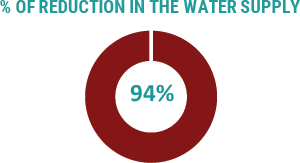 % OF REDUCTION IN THE WATER SUPPLY
94%